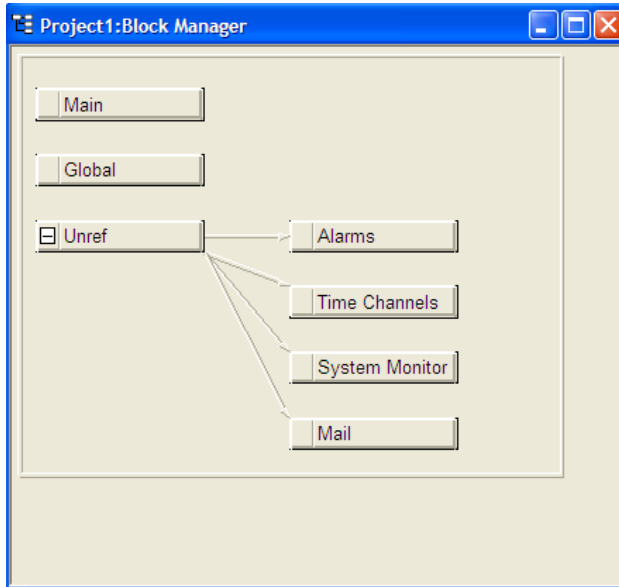 Project1:Block Manager
Main
Global
Unref
Alarms
Time Channels
System Monitor
Mail